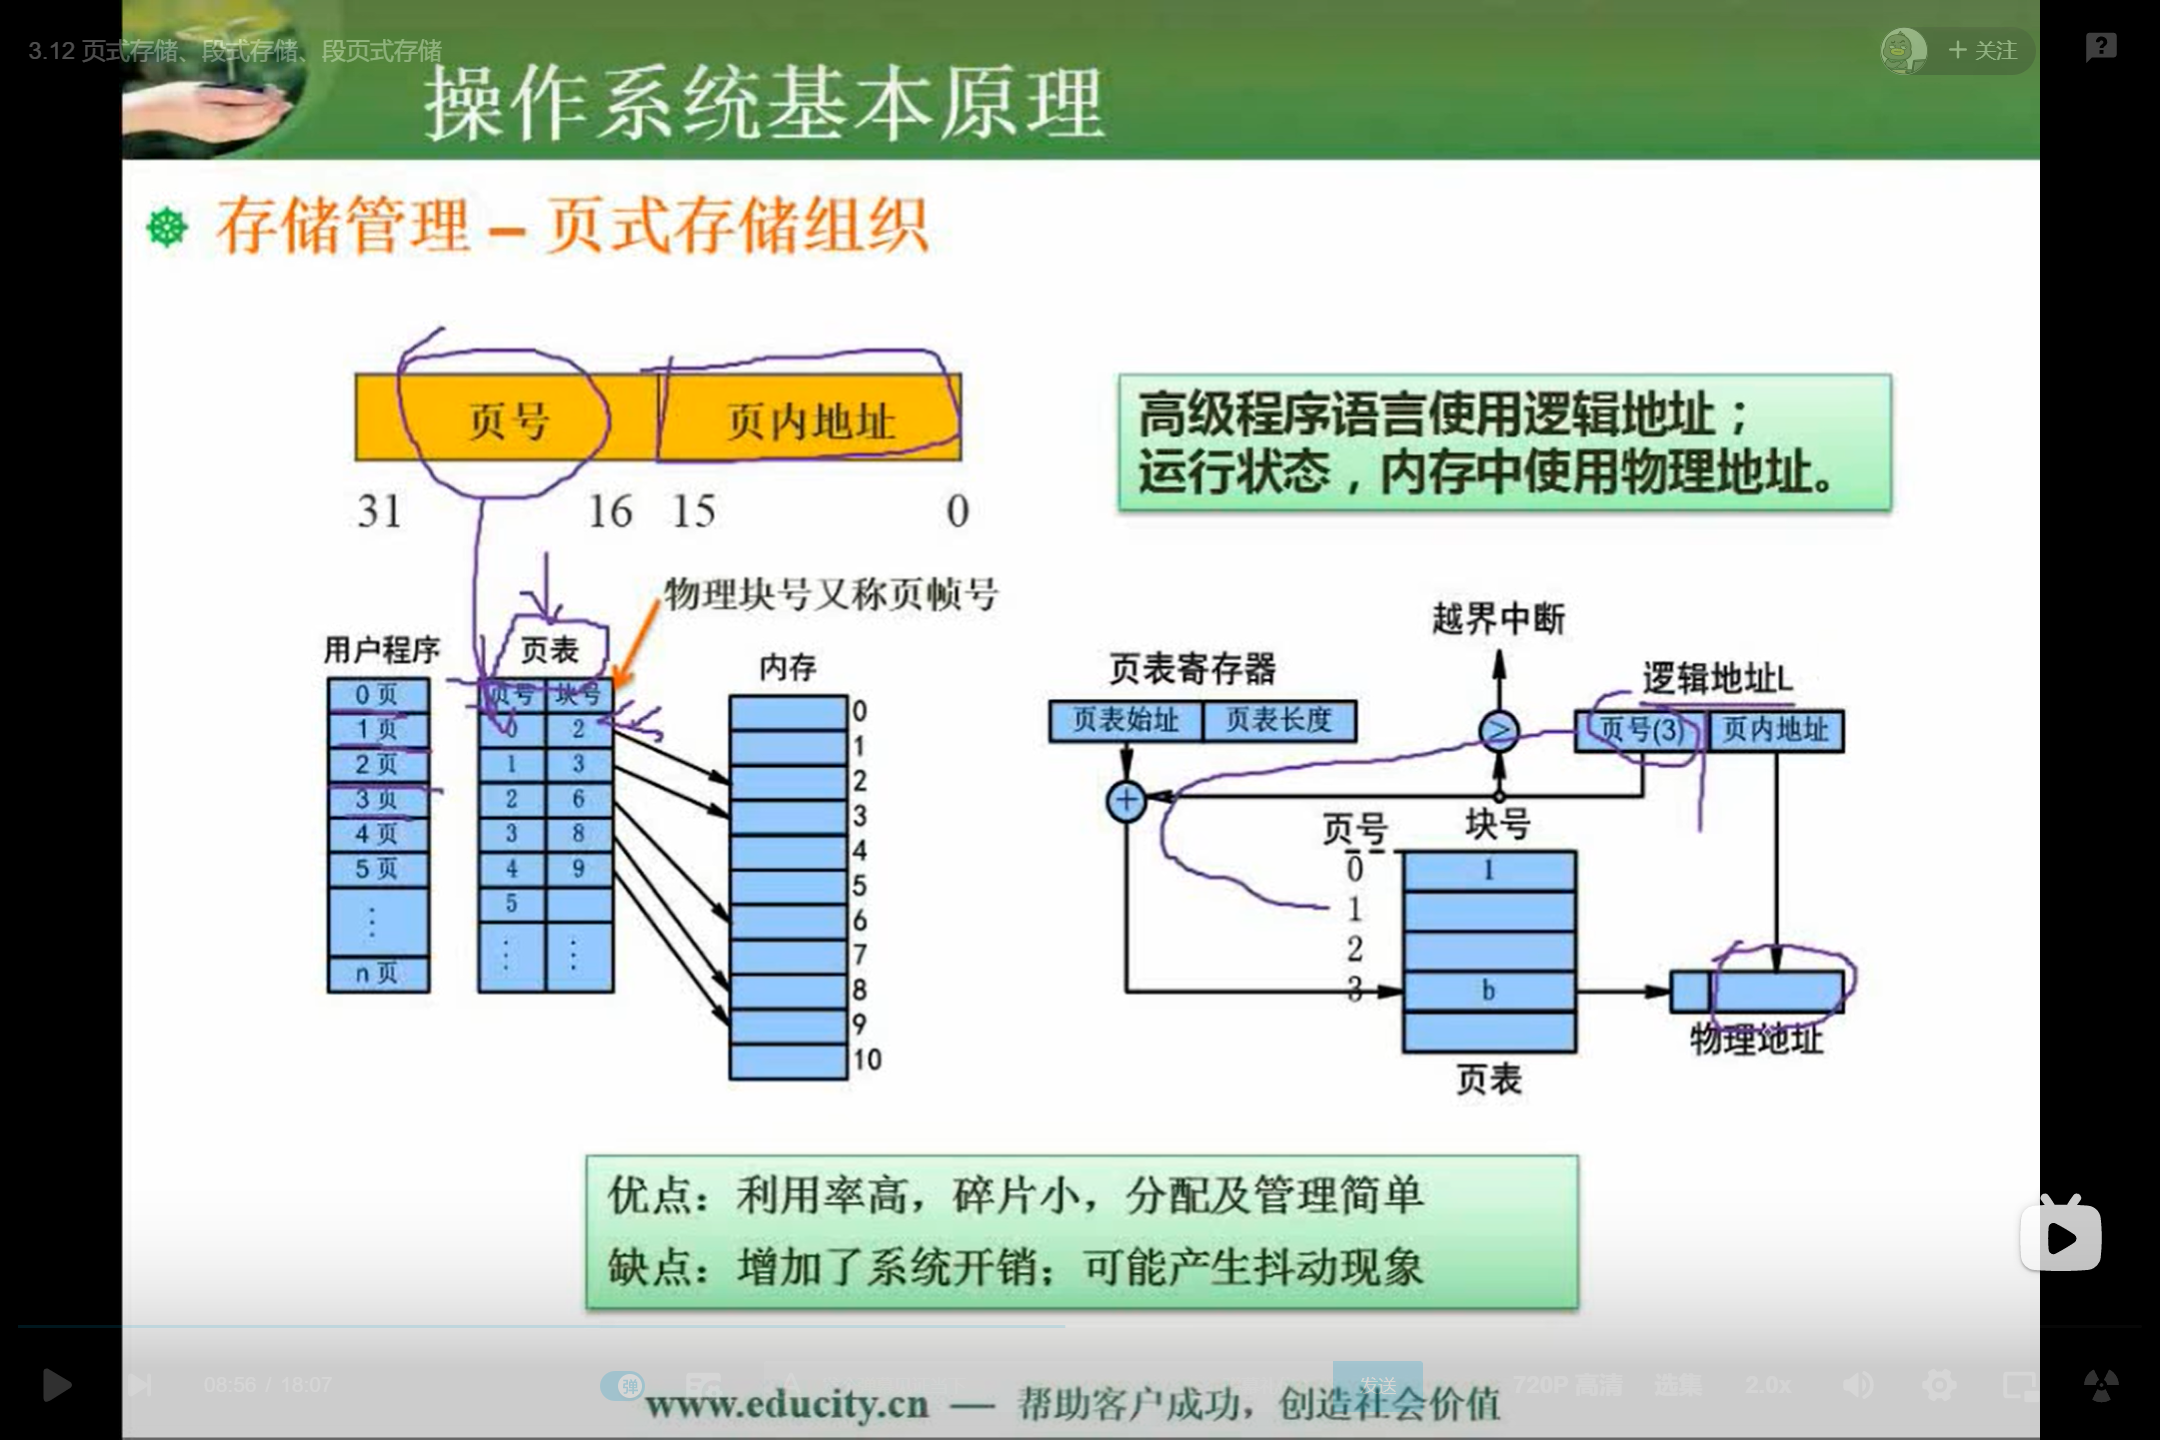 3.12 页式存储、段式存储、段页式存储
+ 关注
操作系统基本原理
存储管理 – 页式存储组织
页号 页内地址
31 16 15 0
高级程序语言使用逻辑地址；
运行状态，内存中使用物理地址。
物理块号又称页帧号
用户程序
0 页
1 页
2 页
3 页
4 页
5 页
⋮
n 页
页表
页号 块号
0 2
1 3
2 6
3 8
4 9
5
⋮ ⋮
内存
0
1
2
3
4
5
6
7
8
9
10
越界中断
页表寄存器
页表始址 页表长度
>
逻辑地址L
页号(3) 页内地址
+
页号 块号
0 1
1
2
3 b
页表
物理地址
优点：利用率高，碎片小，分配及管理简单
缺点：增加了系统开销；可能产生抖动现象
08:56 / 18:07
弹
发送
720P 高清
选集
2.0x
www.educity.cn — 帮助客户成功，创造社会价值